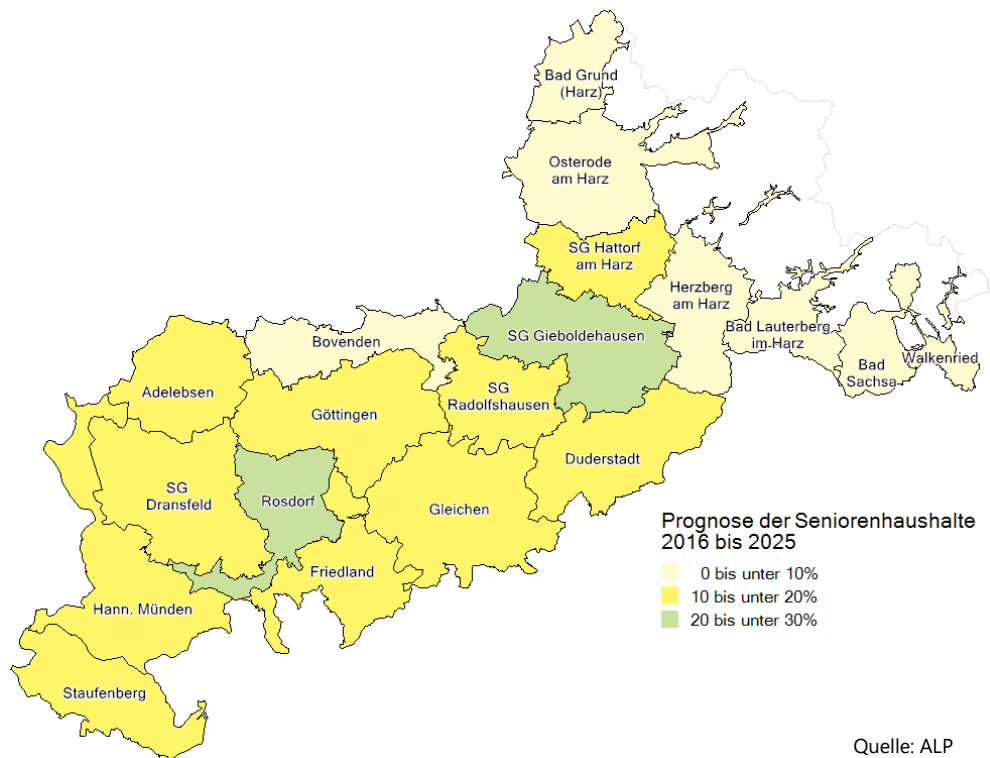 Bad Grund
(Harz)
Osterode
am Harz
SG Hattorf
am Harz
Herzberg
am Harz
Bad Lauterberg
im Harz
Bad
Sachsa
Walkenried
SG Gieboldehausen
Bovenden
Adelebsen
Göttingen
SG
Radolfshausen
Duderstadt
SG
Dransfeld
Rosdorf
Gleichen
Friedland
Hann. Münden
Staufenberg
Prognose der Seniorenhaushalte
2016 bis 2025
0 bis unter 10%
10 bis unter 20%
20 bis unter 30%
Quelle: ALP